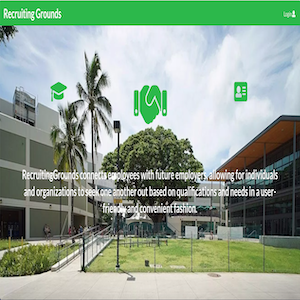 Recruiting Grounds
Login
RecruitingGrounds connects employees with future employers, allowing for individuals
and organizations to seek one another out based on qualifications and needs in a user-
friendly and convenient fashion.